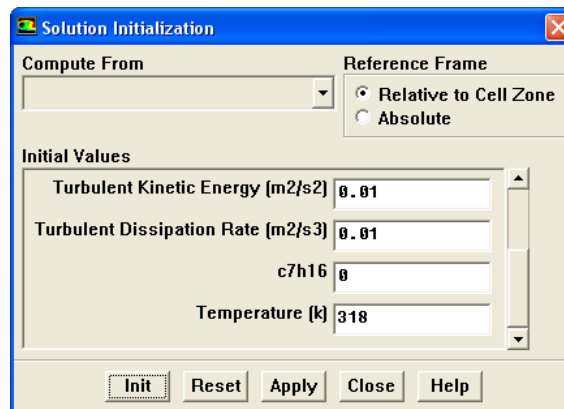 Solution Initialization
Compute From
Reference Frame
Relative to Cell Zone
Absolute
Initial Values
Turbulent Kinetic Energy (m2/s2) 0.01
Turbulent Dissipation Rate (m2/s3) 0.01
c7h16 0
Temperature (k) 318
Init Reset Apply Close Help